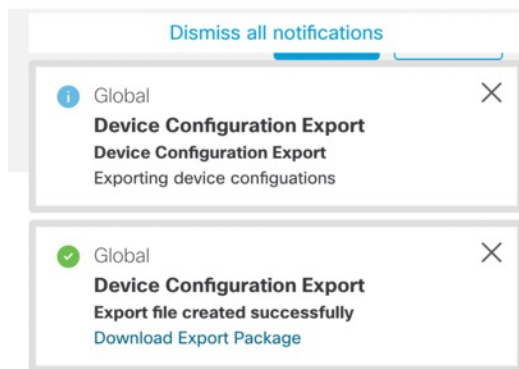 Dismiss all notifications
Global
Device Configuration Export
Device Configuration Export
Exporting device configuations
Global
Device Configuration Export
Export file created successfully
Download Export Package